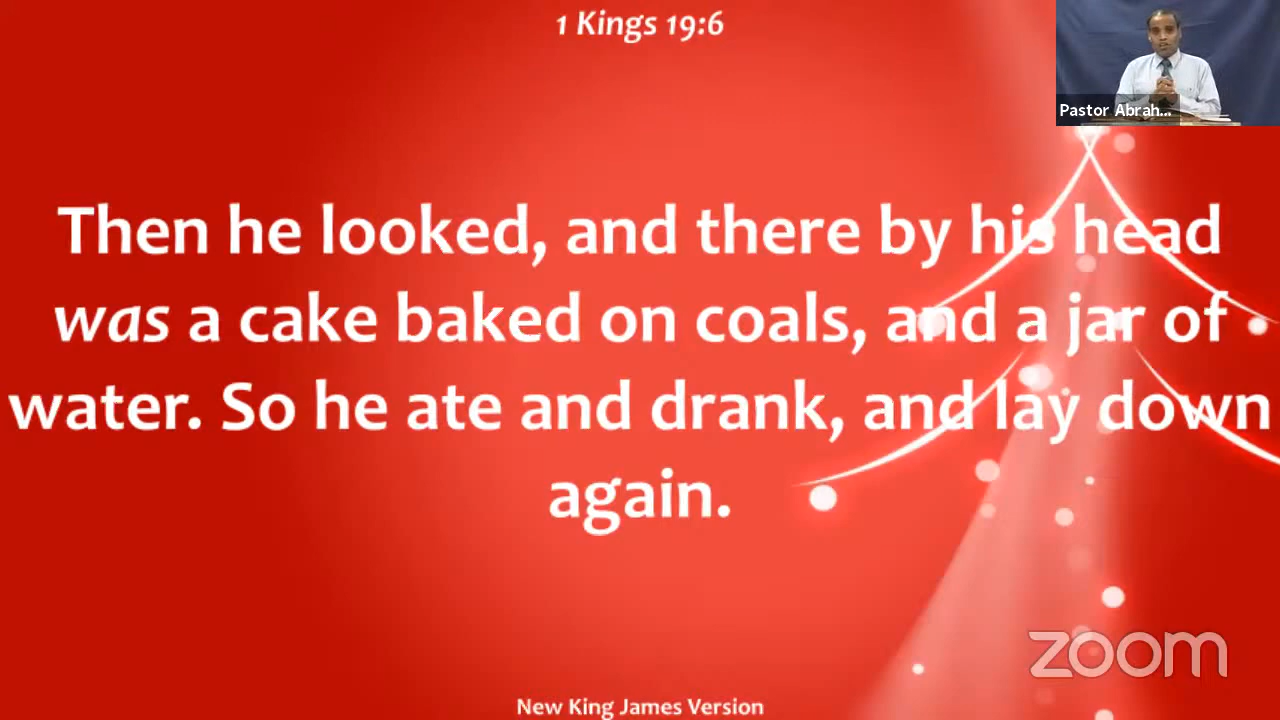 1 Kings 19:6
Pastor Abrah...
Then he looked, and there by his head
was a cake baked on coals, and a jar of
water. So he ate and drank, and lay down
again.
zoom
New King James Version